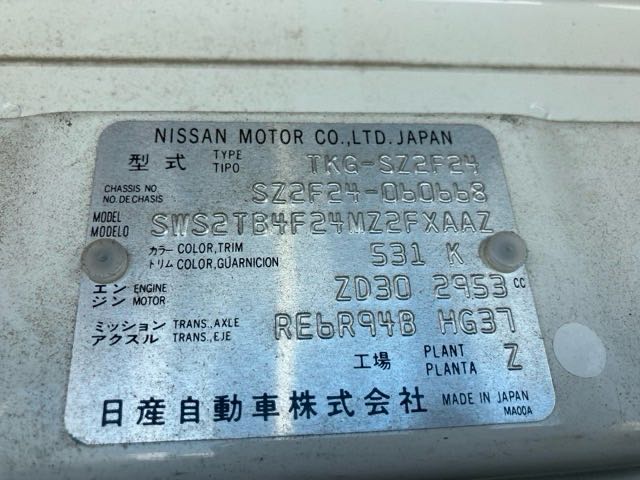 NISSAN MOTOR CO.,LTD. JAPAN
型式 TYPE TIPO TKG-SZ2F24
CHASSIS NO. NO. DE CHASIS SZ2F24-060668
MODEL MODELO SWS2TB4F24MZ2FXAAZ
カラー COLOR, TRIM
トリム COLOR, GUARNICION 531 K
エンジン ENGINE MOTOR ZD30 2953 cc
ミッション TRANS., AXLE
アクスル TRANS., EJE RE6R94B HG37
工場 PLANT PLANTA Z
日産自動車株式会社 MADE IN JAPAN
MA00A